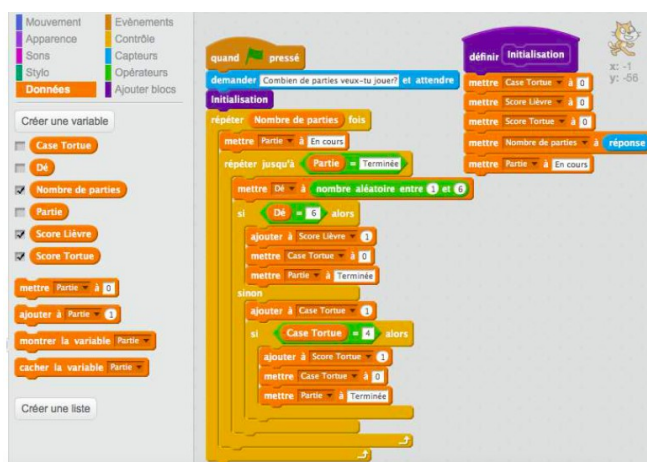 Mouvement Evènements
Apparence Contrôle
Sons Capteurs
Stylo Opérateurs
Données Ajouter blocs
Créer une variable
Case Tortue
Dé
Nombre de parties
Partie
Score Lièvre
Score Tortue
mettre Partie à 0
ajouter à Partie 1
montrer la variable Partie
cacher la variable Partie
Créer une liste
quand pressé
demander Combien de parties veux-tu jouer? et attendre
Initialisation
répéter Nombre de parties fois
mettre Partie à En cours
répéter jusqu'à Partie = Terminée
mettre Dé à nombre aléatoire entre 1 et 6
si Dé = 6 alors
ajouter à Score Lièvre 1
mettre Case Tortue à 0
mettre Partie à Terminée
sinon
ajouter à Case Tortue 1
si Case Tortue = 4 alors
ajouter à Score Tortue 1
mettre Case Tortue à 0
mettre Partie à Terminée
définir Initialisation
mettre Case Tortue à 0
mettre Score Lièvre à 0
mettre Score Tortue à 0
mettre Nombre de parties à réponse
mettre Partie à En cours
x: -1
y: -56